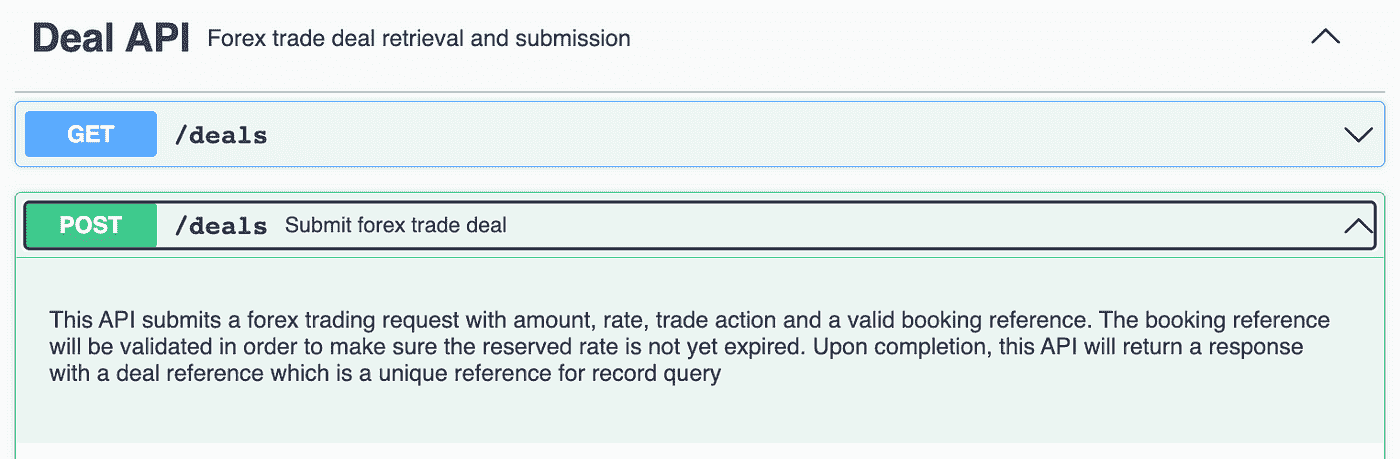 Deal API Forex trade deal retrieval and submission
GET /deals
POST /deals Submit forex trade deal
This API submits a forex trading request with amount, rate, trade action and a valid booking reference. The booking reference
will be validated in order to make sure the reserved rate is not yet expired. Upon completion, this API will return a response
with a deal reference which is a unique reference for record query